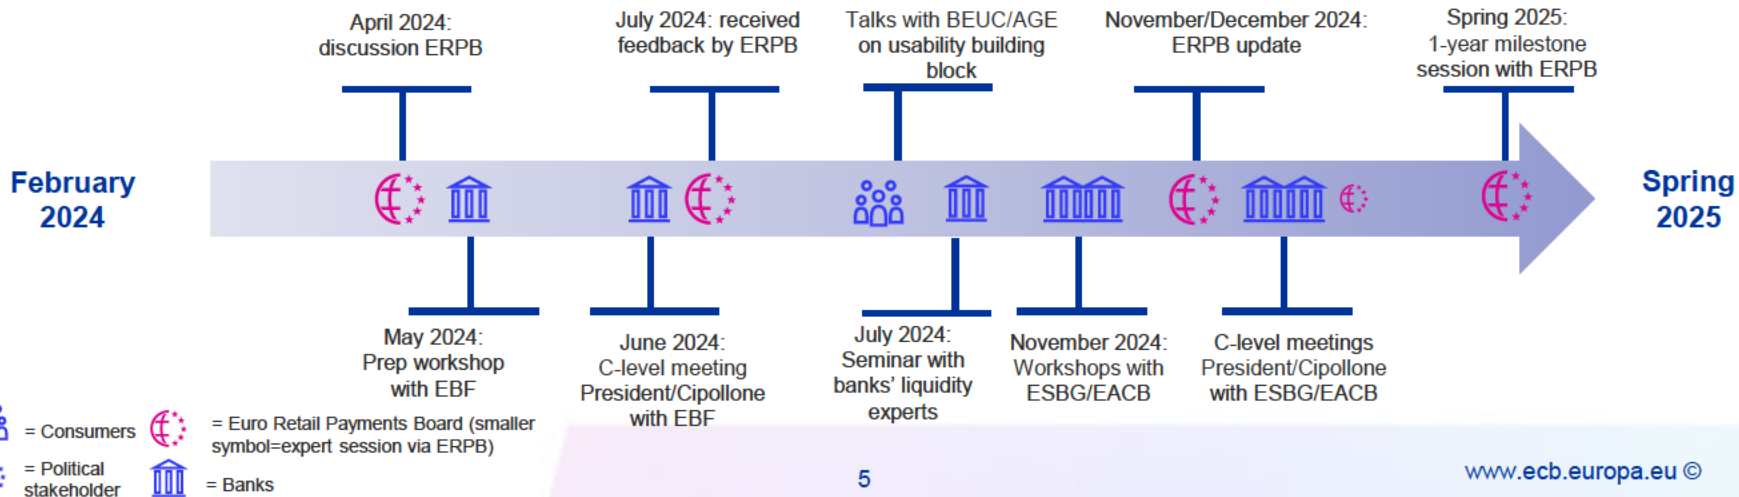 April 2024:
discussion ERPB
July 2024: received
feedback by ERPB
Talks with BEUC/AGE
on usability building
block
November/December 2024:
ERPB update
Spring 2025:
1-year milestone
session with ERPB
February
2024
Spring
2025
May 2024:
Prep workshop
with EBF
June 2024:
C-level meeting
President/Cipollone
with EBF
July 2024:
Seminar with
banks' liquidity
experts
November 2024:
Workshops with
ESBG/EACB
C-level meetings
President/Cipollone
with ESBG/EACB
= Consumers
= Euro Retail Payments Board (smaller
symbol=expert session via ERPB)
= Political
stakeholder
= Banks
5
www.ecb.europa.eu ©